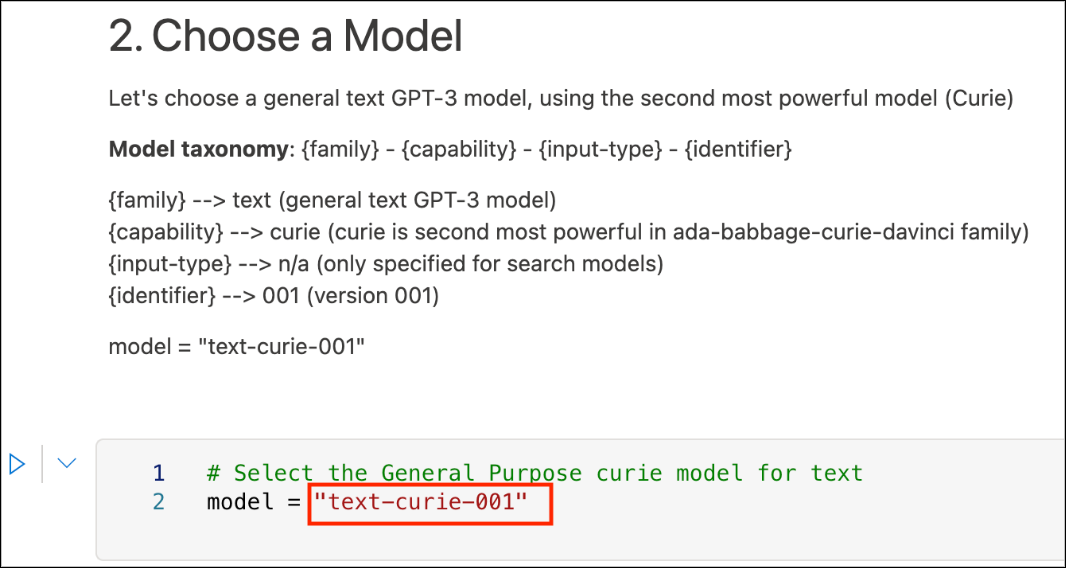 2. Choose a Model
Let's choose a general text GPT-3 model, using the second most powerful model (Curie)
Model taxonomy: {family} - {capability} - {input-type} - {identifier}
{family} --> text (general text GPT-3 model)
{capability} --> curie (curie is second most powerful in ada-babbage-curie-davinci family)
{input-type} --> n/a (only specified for search models)
{identifier} --> 001 (version 001)
model = "text-curie-001"
1 # Select the General Purpose curie model for text
2 model = "text-curie-001"